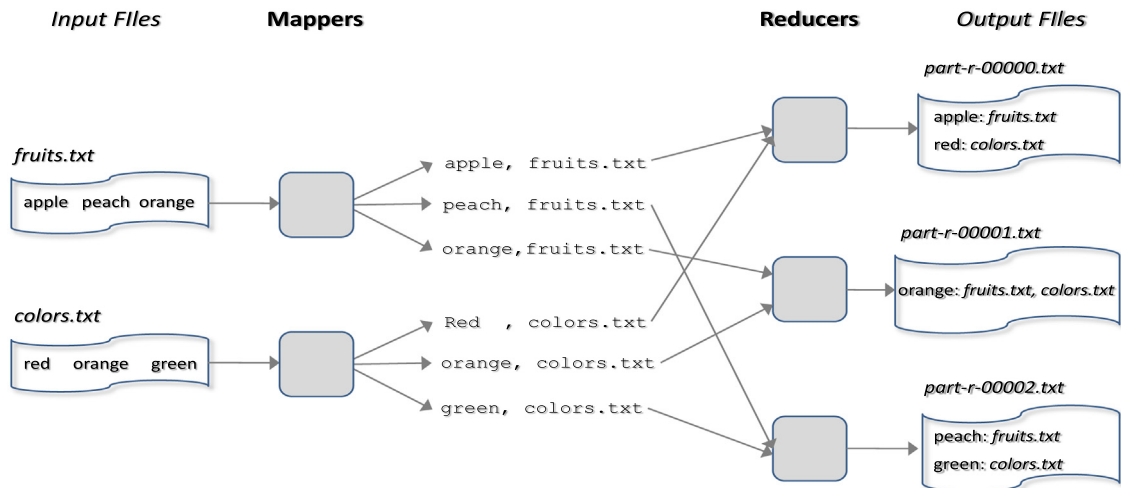 Input FIles
Mappers
Reducers
Output FIles
fruits.txt
apple peach orange
colors.txt
red orange green
apple, fruits.txt
peach, fruits.txt
orange,fruits.txt
Red , colors.txt
orange, colors.txt
green, colors.txt
part-r-00000.txt
apple: fruits.txt
red: colors.txt
part-r-00001.txt
orange: fruits.txt, colors.txt
part-r-00002.txt
peach: fruits.txt
green: colors.txt